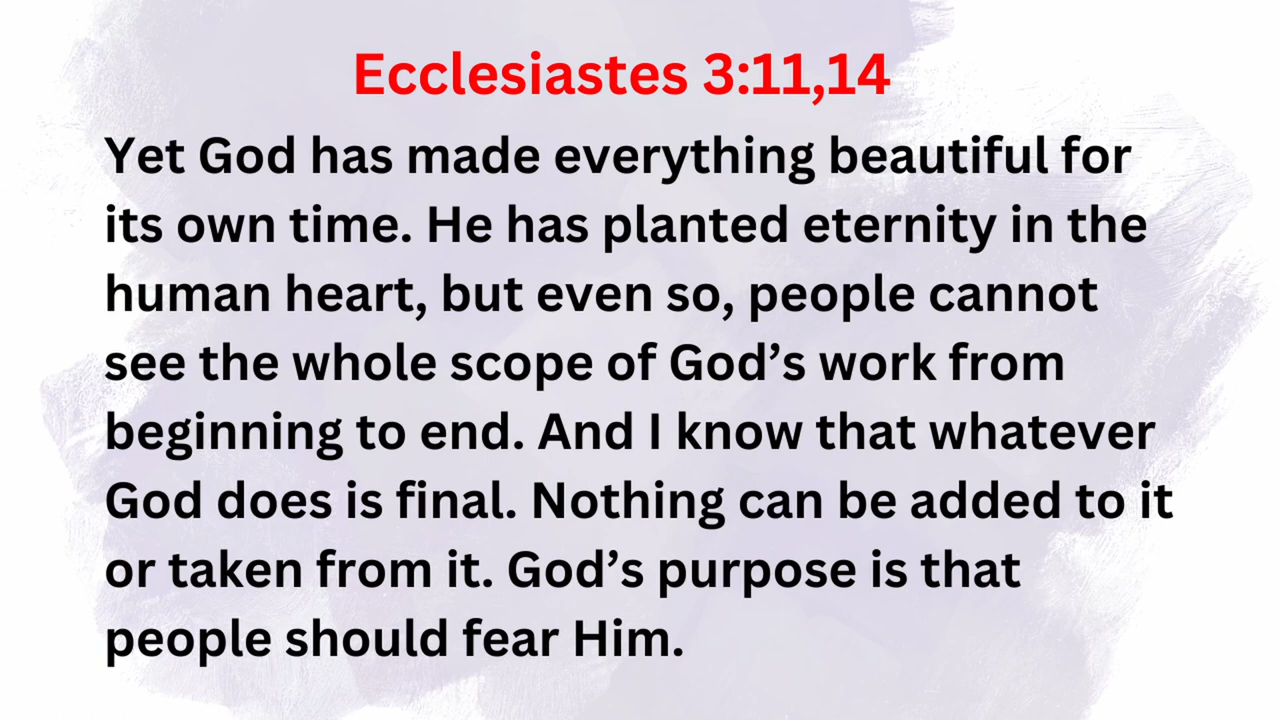 Ecclesiastes 3:11,14
Yet God has made everything beautiful for
its own time. He has planted eternity in the
human heart, but even so, people cannot
see the whole scope of God’s work from
beginning to end. And I know that whatever
God does is final. Nothing can be added to it
or taken from it. God’s purpose is that
people should fear Him.